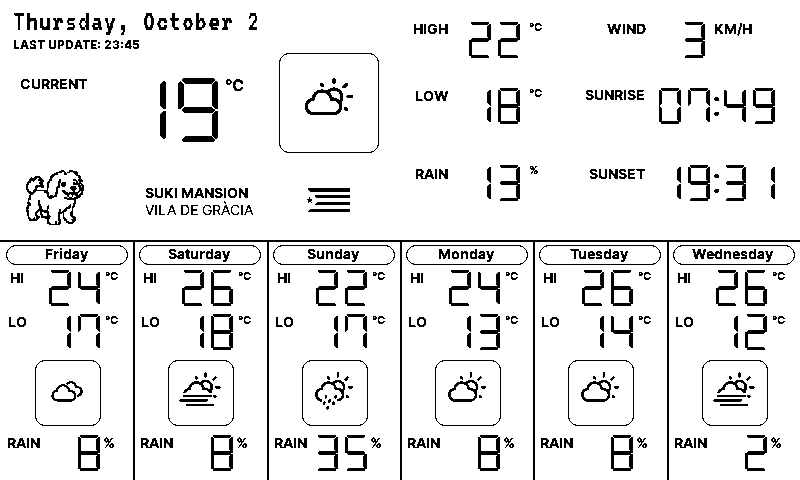 Thursday, October 2
LAST UPDATE: 23:45
CURRENT 19 °C
SUKI MANSION
VILA DE GRÀCIA
HIGH 22 °C
WIND 3 KM/H
LOW 18 °C
SUNRISE 07:49
RAIN 13 %
SUNSET 19:31
Friday
HI 24 °C
LO 17 °C
RAIN 8 %
Saturday
HI 26 °C
LO 18 °C
RAIN 8 %
Sunday
HI 22 °C
LO 17 °C
RAIN 35 %
Monday
HI 24 °C
LO 13 °C
RAIN 8 %
Tuesday
HI 26 °C
LO 14 °C
RAIN 8 %
Wednesday
HI 26 °C
LO 12 °C
RAIN 2 %